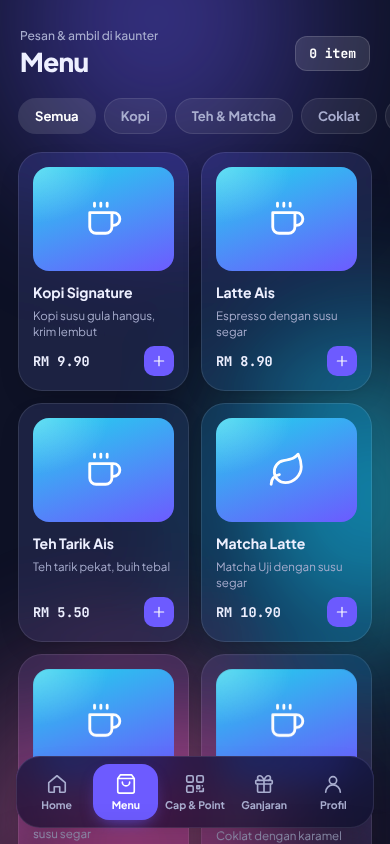 Pesan & ambil di kaunter
Menu
0 item
Semua
Kopi
Teh & Matcha
Coklat
Kopi Signature
Kopi susu gula hangus,
krim lembut
RM 9.90
Latte Ais
Espresso dengan susu
segar
RM 8.90
Teh Tarik Ais
Teh tarik pekat, buih tebal
RM 5.50
Matcha Latte
Matcha Uji dengan susu
segar
RM 10.90
susu segar
Coklat dengan karamel
Home
Menu
Cap & Point
Ganjaran
Profil